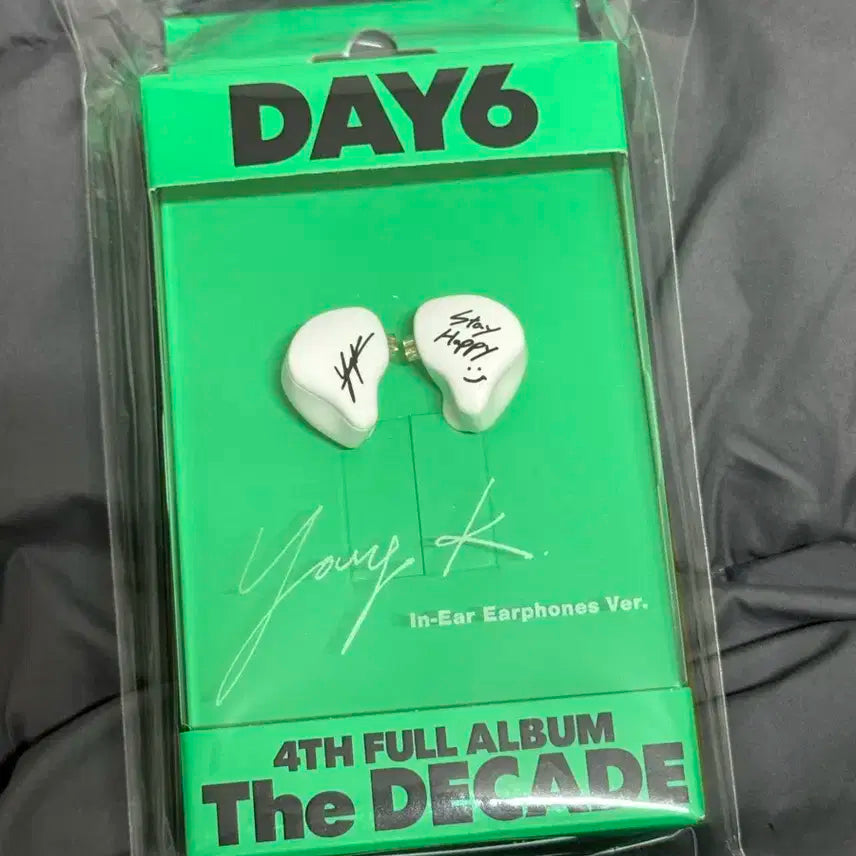 DAY6
Stay
Happy
:)
Young K.
In-Ear Earphones Ver.
4TH FULL ALBUM
The DECADE